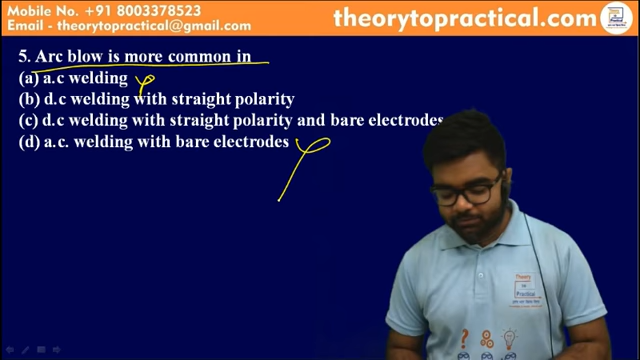 Mobile No. +91 8003378523
Email - theorytopractical@gmail.com
theorytopractical.com
5. Arc blow is more common in
(a) a.c welding
(b) d.c welding with straight polarity
(c) d.c welding with straight polarity and bare electrodes
(d) a.c. welding with bare electrodes
Theory
Practical